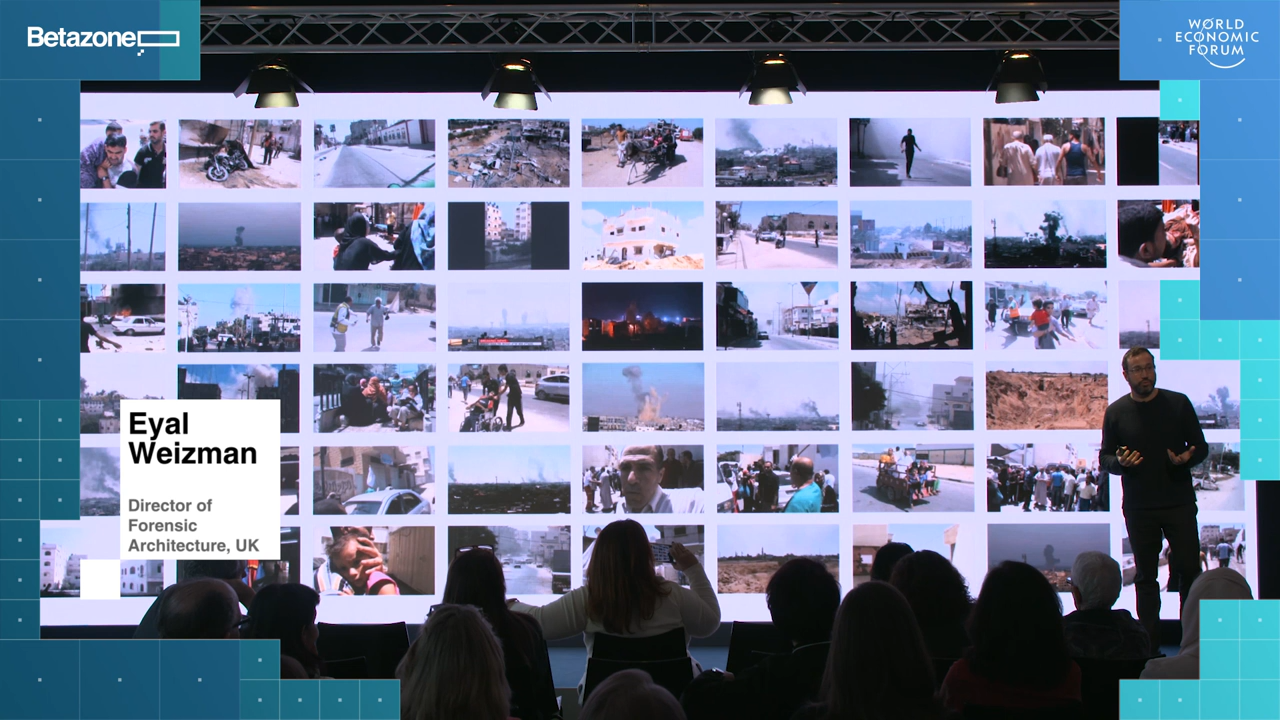 Betazone
WORLD
ECONOMIC
FORUM
Eyal
Weizman
Director of
Forensic
Architecture, UK